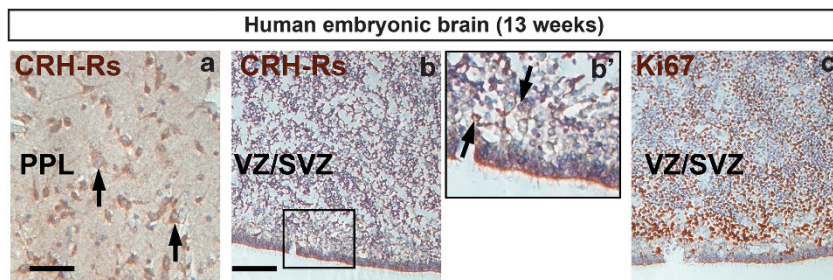 Human embryonic brain (13 weeks)
CRH-Rs a
CRH-Rs b
b'
Ki67 c
PPL
VZ/SVZ
VZ/SVZ